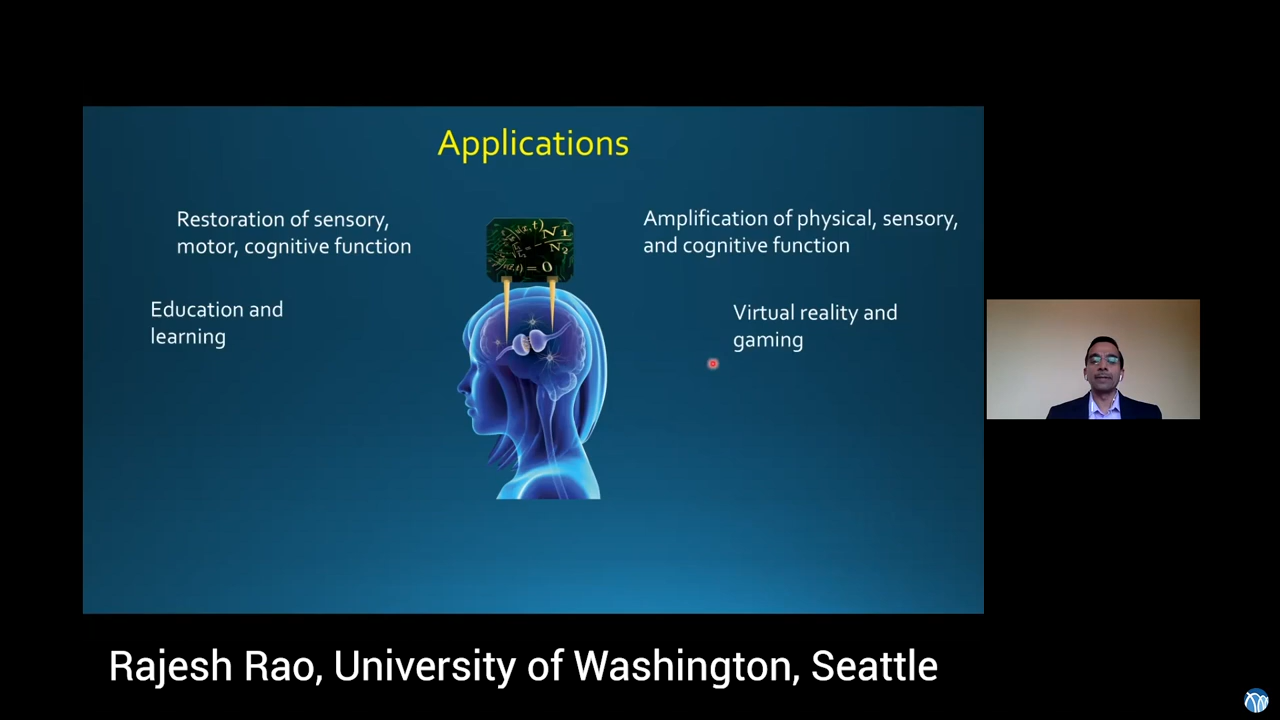 Applications
Restoration of sensory,
motor, cognitive function
Amplification of physical, sensory,
and cognitive function
Education and
learning
Virtual reality and
gaming
Rajesh Rao, University of Washington, Seattle